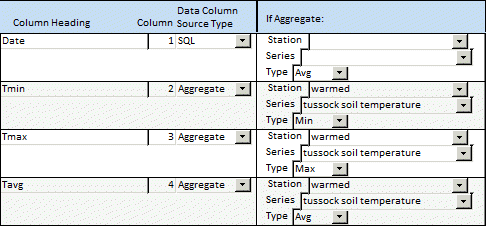 Column Heading Column Data Column Source Type If Aggregate:
Date 1 SQL Station
Series
Type Avg
Tmin 2 Aggregate Station warmed
Series tussock soil temperature
Type Min
Tmax 3 Aggregate Station warmed
Series tussock soil temperature
Type Max
Tavg 4 Aggregate Station warmed
Series tussock soil temperature
Type Avg